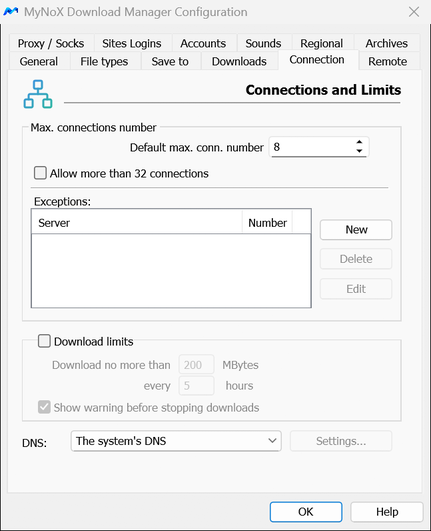 MyNoX Download Manager Configuration
Proxy / Socks Sites Logins Accounts Sounds Regional Archives
General File types Save to Downloads Connection Remote
Connections and Limits
Max. connections number
Default max. conn. number 8
Allow more than 32 connections
Exceptions:
Server Number
New
Delete
Edit
Download limits
Download no more than 200 MBytes
every 5 hours
Show warning before stopping downloads
DNS: The system's DNS Settings...
OK Help